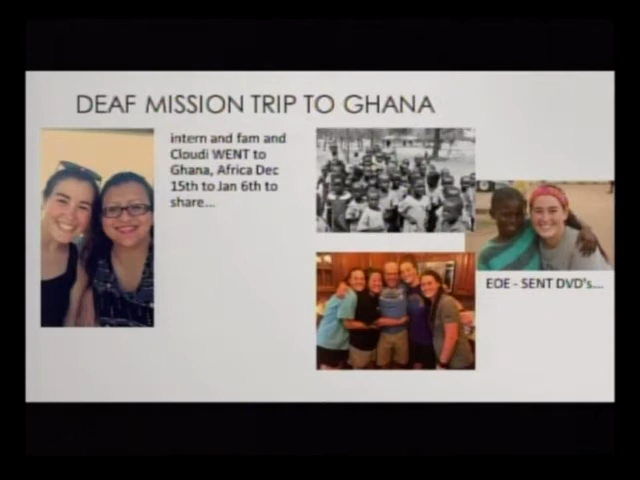 DEAF MISSION TRIP TO GHANA
intern and fam and
Cloudi WENT to
Ghana, Africa Dec
15th to Jan 6th to
share...
EOE - SENT DVD's...